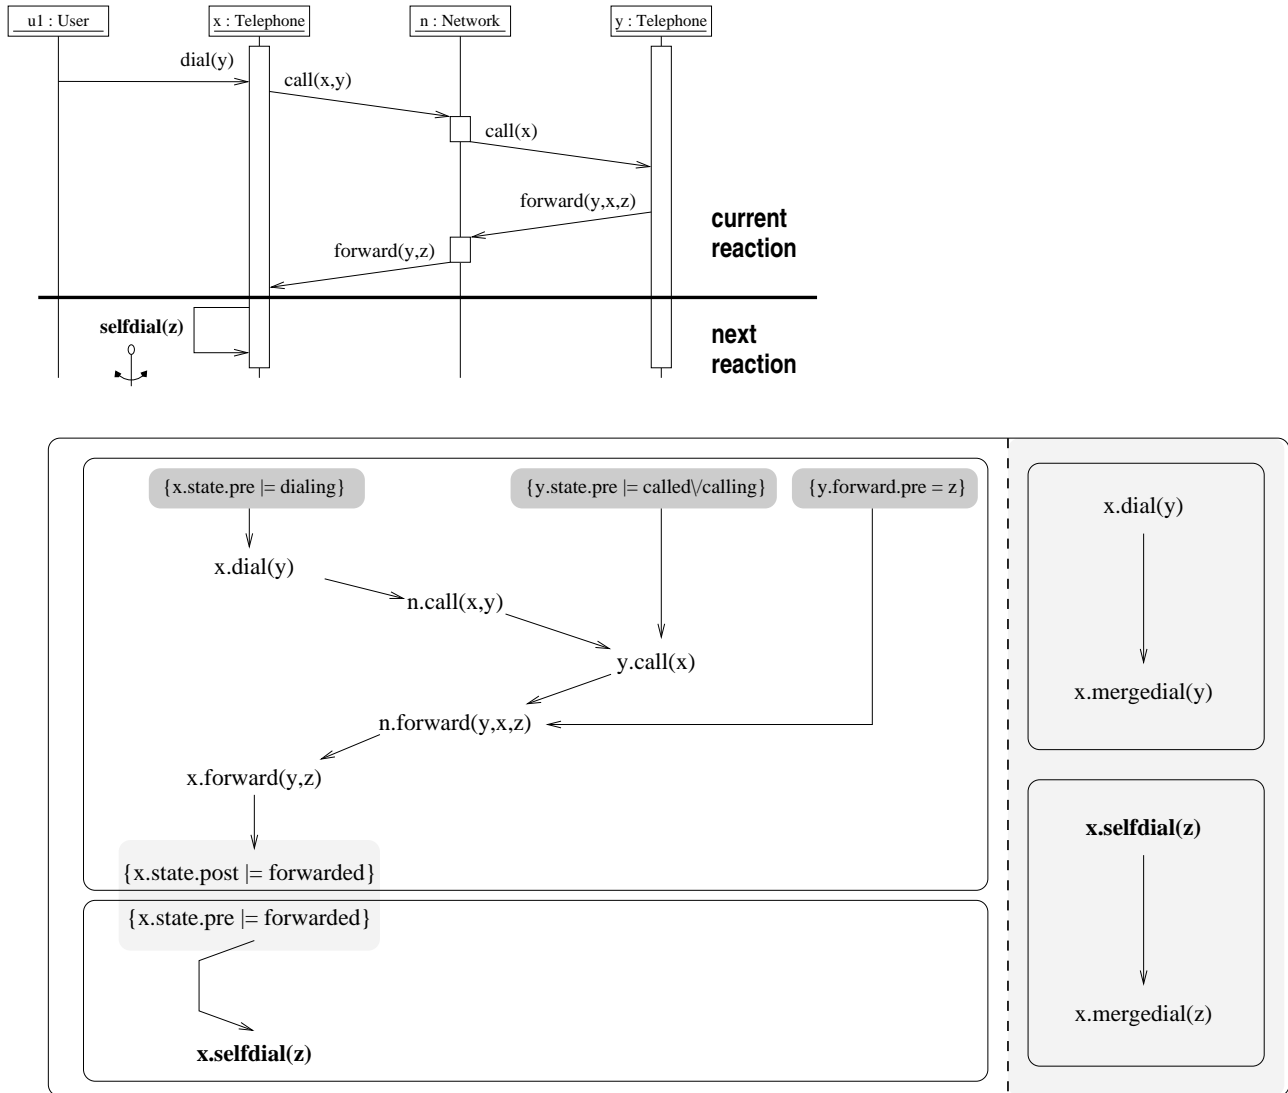 u1 : User
x : Telephone
n : Network
y : Telephone
dial(y)
call(x,y)
call(x)
forward(y,x,z)
current
reaction
forward(y,z)
selfdial(z)
next
reaction
{x.state.pre |= dialing}
{y.state.pre |= called\/calling}
{y.forward.pre = z}
x.dial(y)
n.call(x,y)
y.call(x)
n.forward(y,x,z)
x.forward(y,z)
{x.state.post |= forwarded}
{x.state.pre |= forwarded}
x.selfdial(z)
x.dial(y)
x.mergedial(y)
x.selfdial(z)
x.mergedial(z)